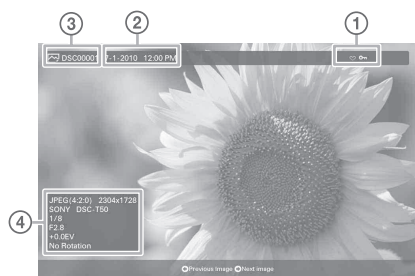 3 2 1
DSC00001 7-1-2010 12:00 PM
4
JPEG(4:2:0) 2304x1728
SONY DSC-T50
1/8
F2.8
+0.0EV
No Rotation
Previous image Next image